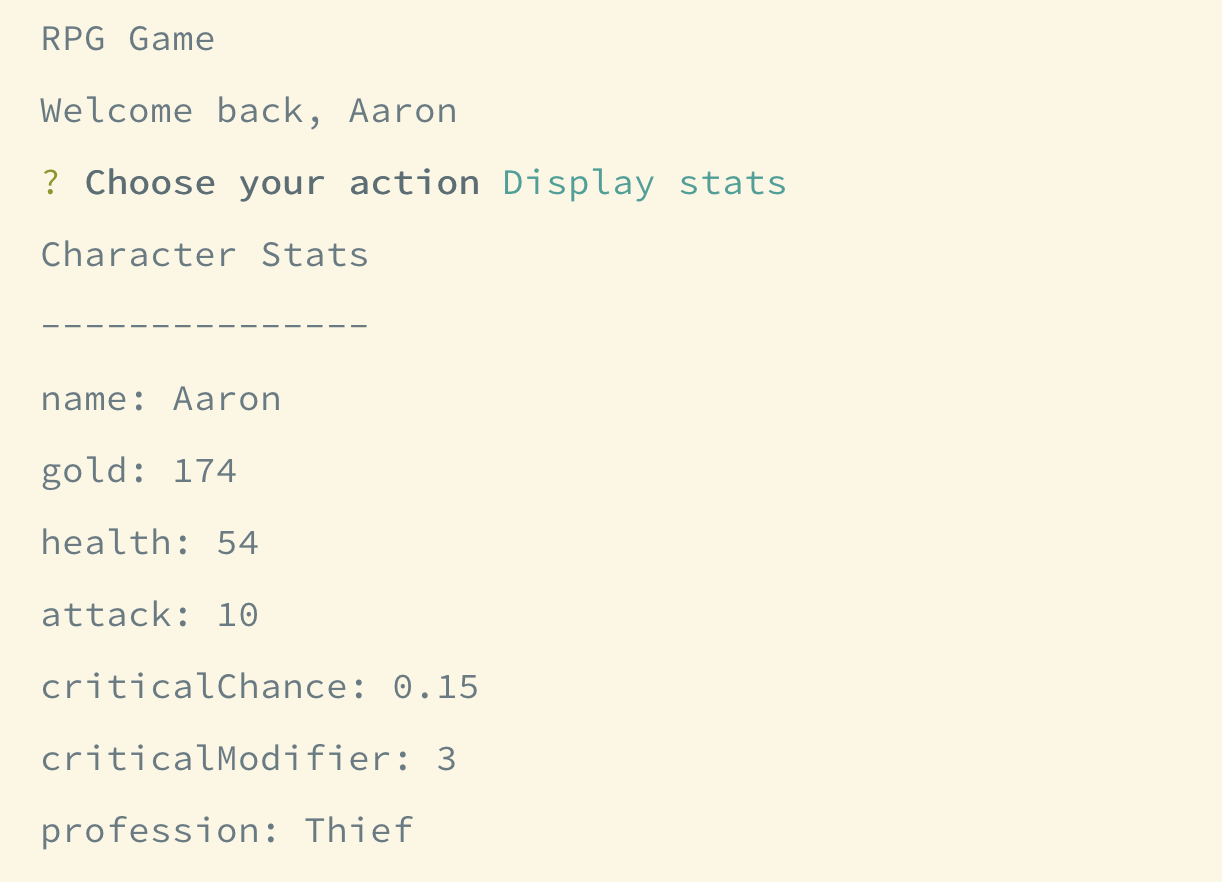 RPG Game
Welcome back, Aaron
? Choose your action Display stats
Character Stats
---------------
name: Aaron
gold: 174
health: 54
attack: 10
criticalChance: 0.15
criticalModifier: 3
profession: Thief